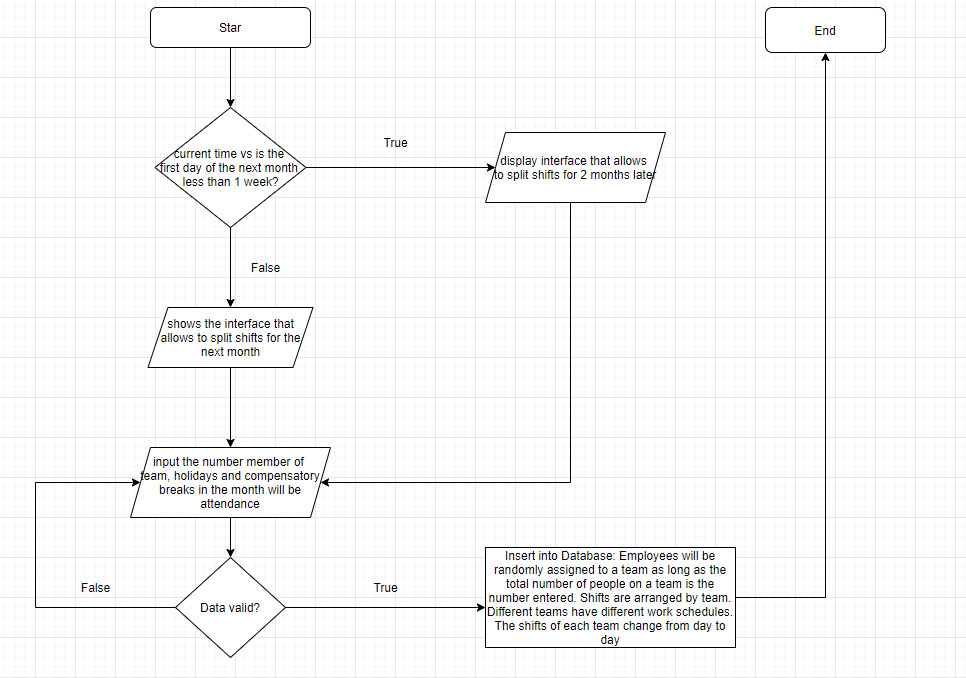 Star
End
current time vs is the
first day of the next month
less than 1 week?
True
display interface that allows
to split shifts for 2 months later
False
shows the interface that
allows to split shifts for the
next month
input the number member of
team, holidays and compensatory
breaks in the month will be
attendance
False
Data valid?
True
Insert into Database: Employees will be
randomly assigned to a team as long as the
total number of people on a team is the
number entered. Shifts are arranged by team.
Different teams have different work schedules.
The shifts of each team change from day to
day